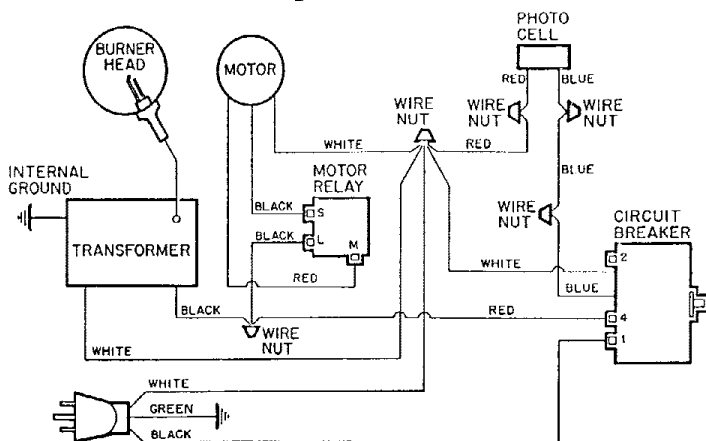 PHOTO
CELL
BURNER
HEAD
MOTOR
RED
BLUE
WIRE
NUT
WIRE
NUT
WIRE
NUT
WHITE
RED
INTERNAL
GROUND
MOTOR
RELAY
BLUE
BLACK
S
WIRE
NUT
CIRCUIT
BREAKER
TRANSFORMER
BLACK
L
M
2
WHITE
RED
BLUE
BLACK
RED
4
WIRE
NUT
1
WHITE
WHITE
GREEN
BLACK